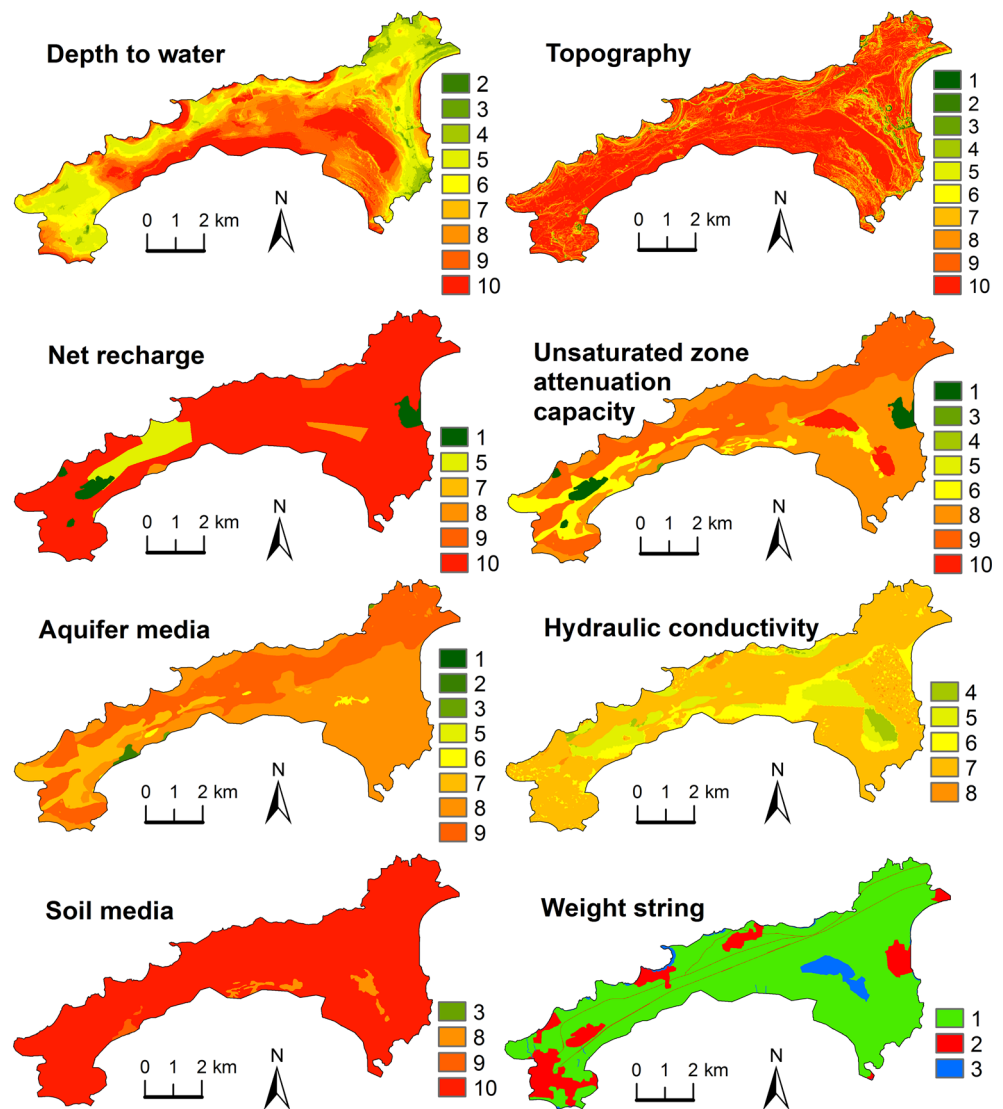 Depth to water
2
3
4
5
6
7
8
9
10
0 1 2 km
N
Topography
1
2
3
4
5
6
7
8
9
10
0 1 2 km
N
Net recharge
1
5
7
8
9
10
0 1 2 km
N
Unsaturated zone
attenuation
capacity
1
3
4
5
6
8
9
10
0 1 2 km
N
Aquifer media
1
2
3
5
6
7
8
9
0 1 2 km
N
Hydraulic conductivity
4
5
6
7
8
0 1 2 km
N
Soil media
3
8
9
10
0 1 2 km
N
Weight string
1
2
3
0 1 2 km
N